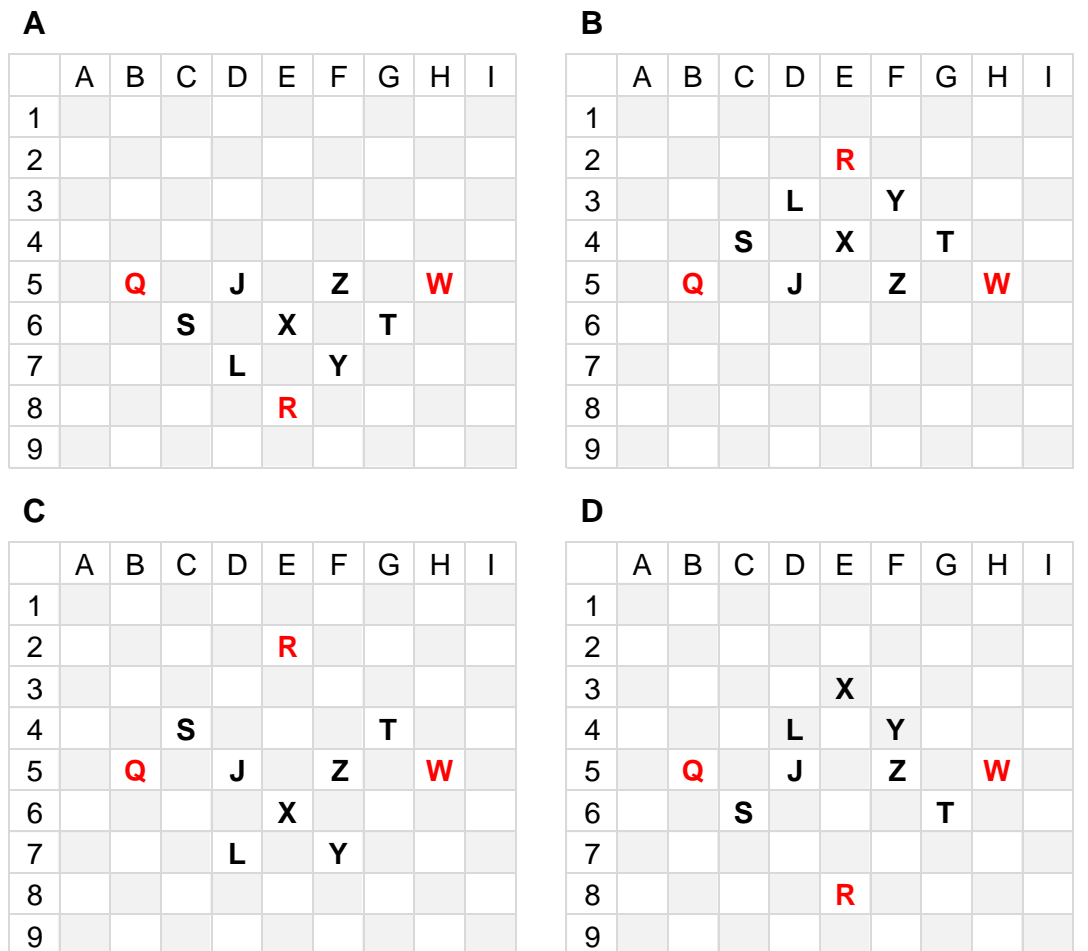 A B
A B C D E F G H I A B C D E F G H I
1 1
2 2 R
3 3 L Y
4 4 S X T
5 Q J Z W 5 Q J Z W
6 S X T 6
7 L Y 7
8 R 8
9 9
C D
A B C D E F G H I A B C D E F G H I
1 1
2 R 2
3 3 X
4 S T 4 L Y
5 Q J Z W 5 Q J Z W
6 X 6 S T
7 L Y 7
8 8 R
9 9